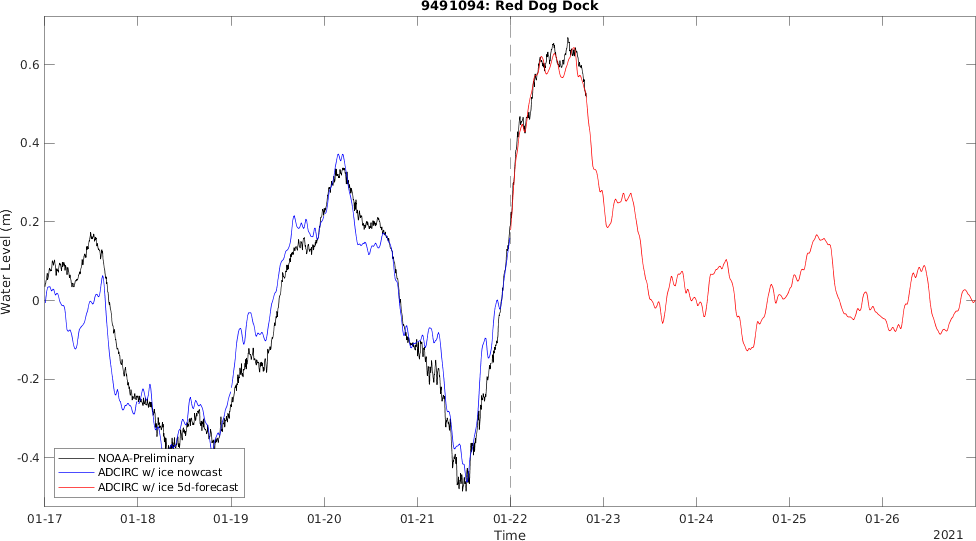 9491094: Red Dog Dock
Water Level (m)
0.6
0.4
0.2
0
-0.2
-0.4
NOAA-Preliminary
ADCIRC w/ ice nowcast
ADCIRC w/ ice 5d-forecast
01-17 01-18 01-19 01-20 01-21 01-22 01-23 01-24 01-25 01-26
Time
2021